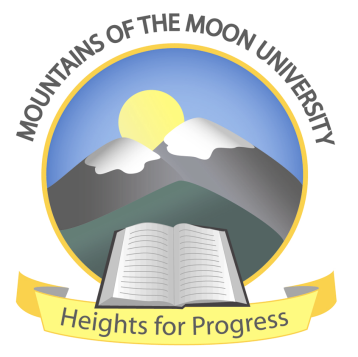 MOUNTAINS OF THE MOON UNIVERSITY
Heights for Progress